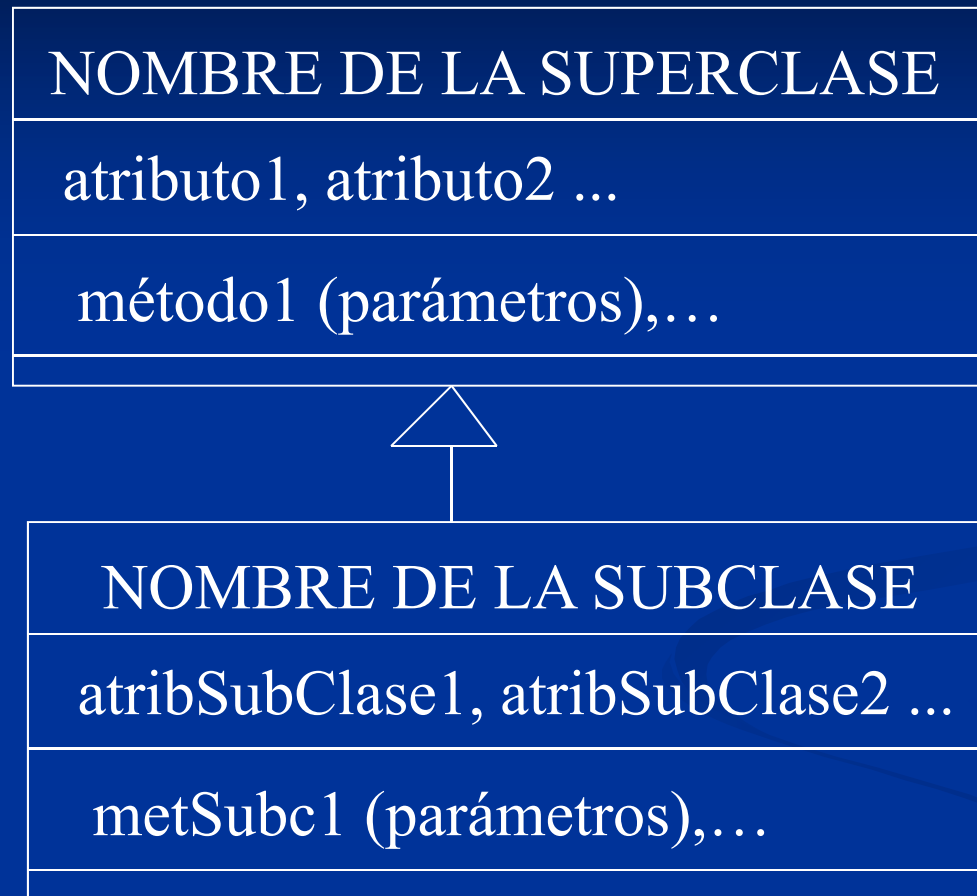 NOMBRE DE LA SUPERCLASE
atributo1, atributo2 ...
método1 (parámetros),…
NOMBRE DE LA SUBCLASE
atribSubClase1, atribSubClase2 ...
metSubc1 (parámetros),…